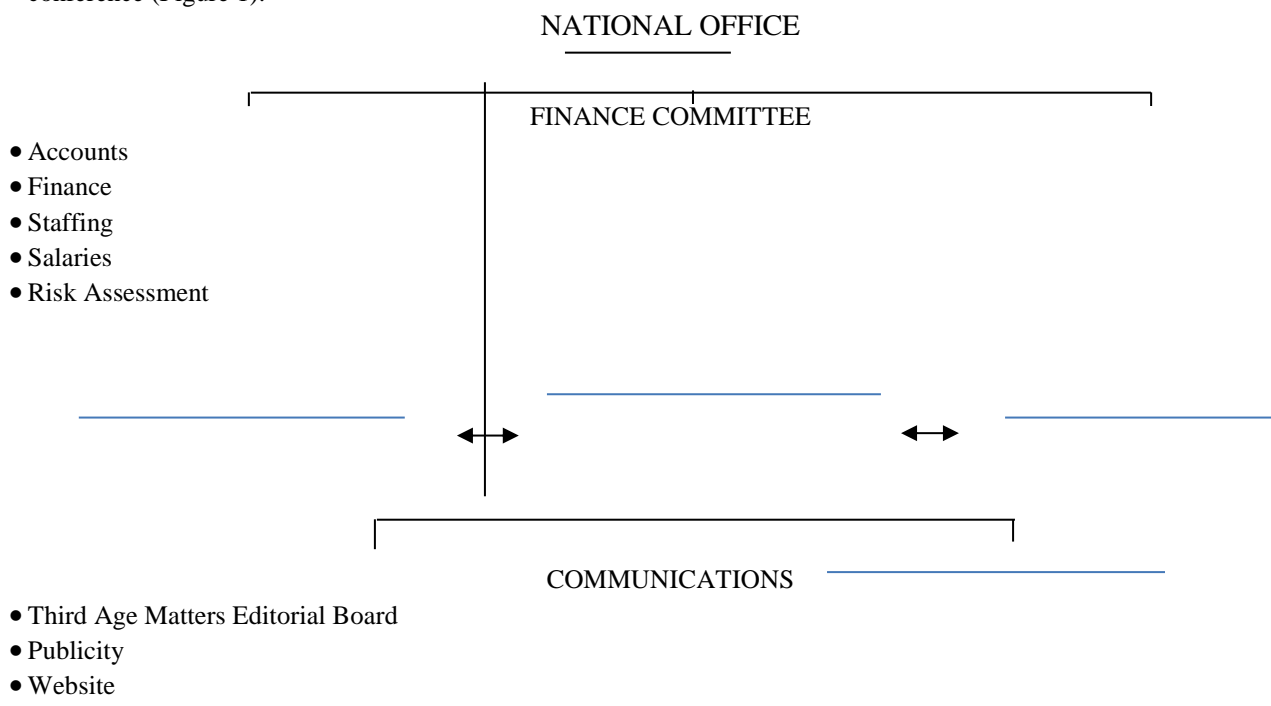 conference (Figure 1).
NATIONAL OFFICE
FINANCE COMMITTEE
• Accounts
• Finance
• Staffing
• Salaries
• Risk Assessment
COMMUNICATIONS
• Third Age Matters Editorial Board
• Publicity
• Website